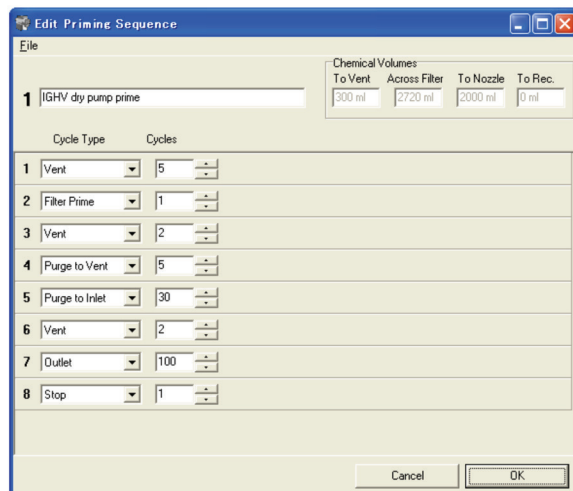 Edit Priming Sequence
File
Chemical Volumes
To Vent Across Filter To Nozzle To Rec.
1 IGHV dry pump prime 300 ml 2720 ml 2000 ml 0 ml
Cycle Type Cycles
1 Vent 5
2 Filter Prime 1
3 Vent 2
4 Purge to Vent 5
5 Purge to Inlet 30
6 Vent 2
7 Outlet 100
8 Stop 1
Cancel OK